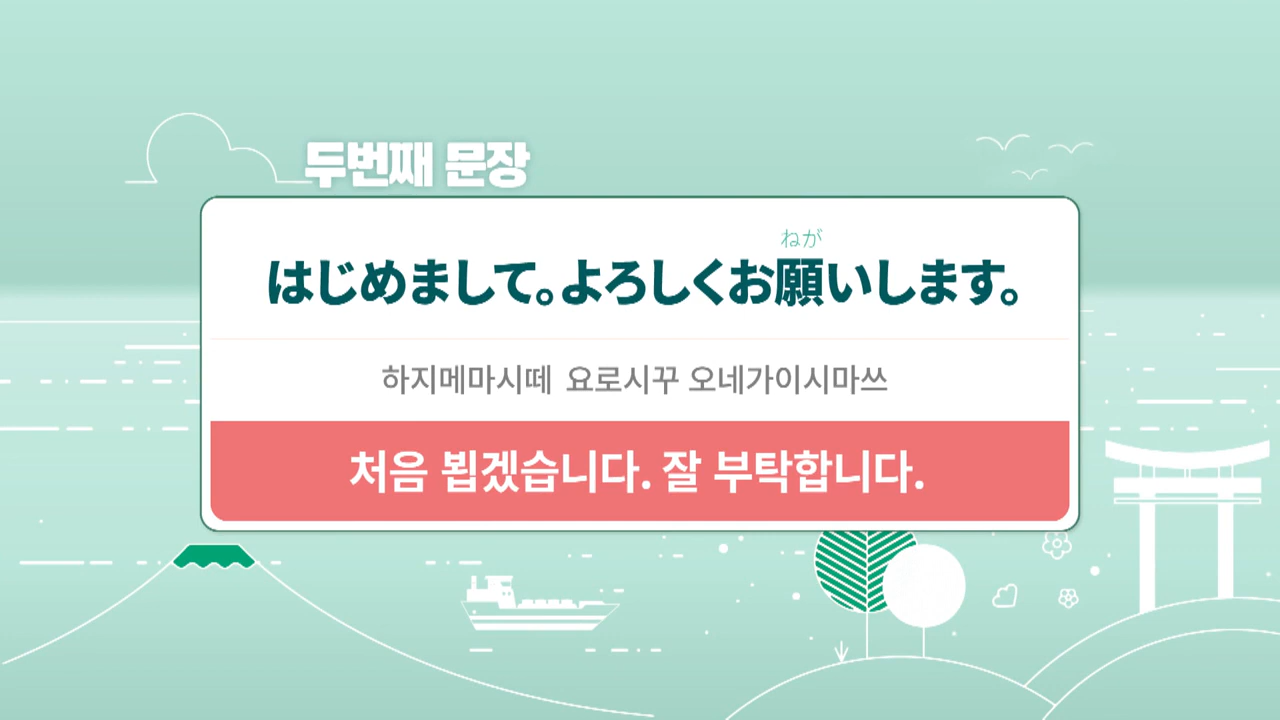 두번째 문장
ねが
はじめまして。よろしくお願いします。
하지메마시떼 요로시꾸 오네가이시마쓰
처음 뵙겠습니다. 잘 부탁합니다.